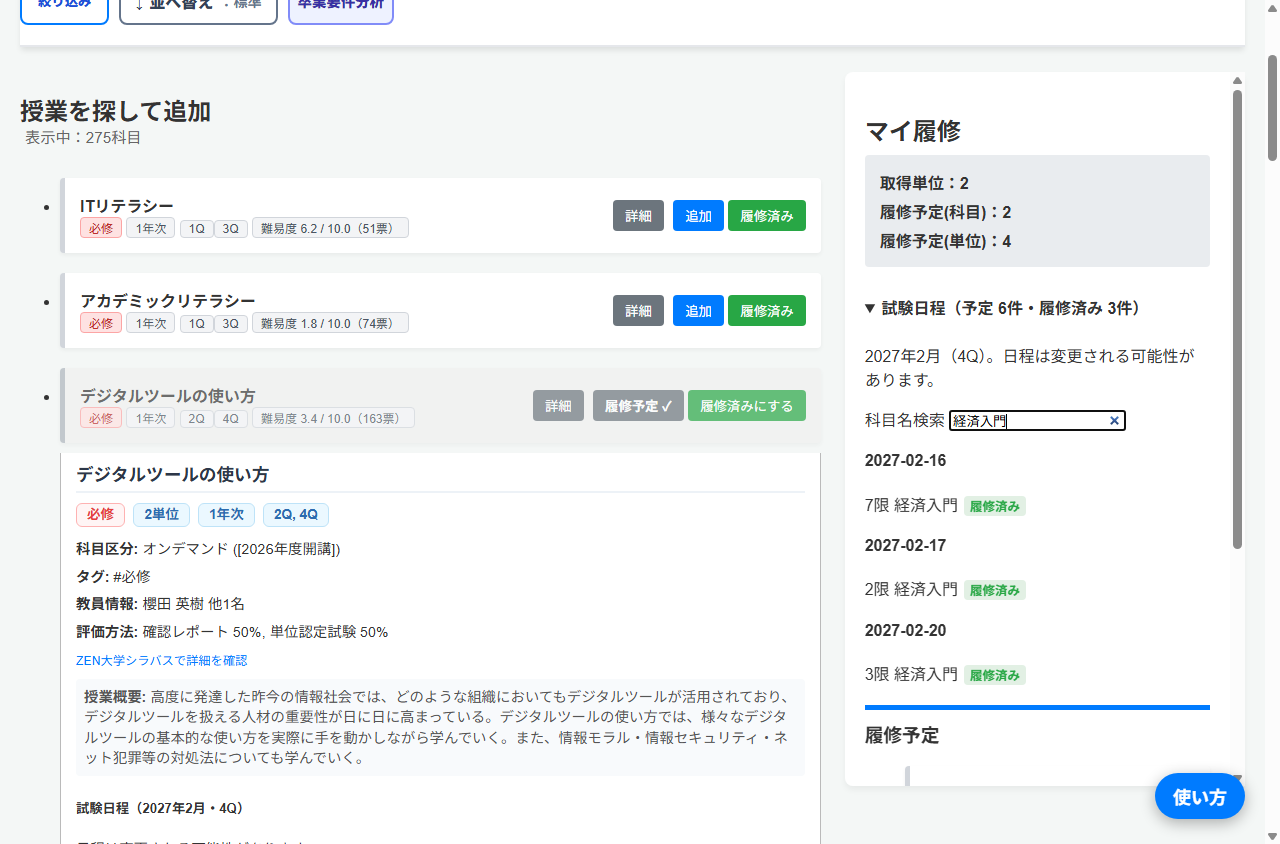 絞り込み
↓ 並べ替え ：標準
卒業要件分析
授業を探して追加
表示中：275科目
ITリテラシー
必修 1年次 1Q 3Q 難易度 6.2 / 10.0（51票）
詳細 追加 履修済み
アカデミックリテラシー
必修 1年次 1Q 3Q 難易度 1.8 / 10.0（74票）
詳細 追加 履修済み
デジタルツールの使い方
必修 1年次 2Q 4Q 難易度 3.4 / 10.0（163票）
詳細 履修予定 ✓ 履修済みにする
デジタルツールの使い方
必修 2単位 1年次 2Q, 4Q
科目区分: オンデマンド ([2026年度開講])
タグ: #必修
教員情報: 櫻田 英樹 他1名
評価方法: 確認レポート 50%, 単位認定試験 50%
ZEN大学シラバスで詳細を確認
授業概要: 高度に発達した昨今の情報社会では、どのような組織においてもデジタルツールが活用されており、
デジタルツールを扱える人材の重要性が日に日に高まっている。デジタルツールの使い方では、様々なデジタ
ルツールの基本的な使い方を実際に手を動かしながら学んでいく。また、情報モラル・情報セキュリティ・ネ
ット犯罪等の対処法についても学んでいく。
試験日程（2027年2月・4Q）
マイ履修
取得単位：2
履修予定(科目)：2
履修予定(単位)：4
▼ 試験日程（予定 6件・履修済み 3件）
2027年2月（4Q）。日程は変更される可能性が
あります。
科目名検索 経済入門 ×
2027-02-16
7限 経済入門 履修済み
2027-02-17
2限 経済入門 履修済み
2027-02-20
3限 経済入門 履修済み
履修予定
使い方